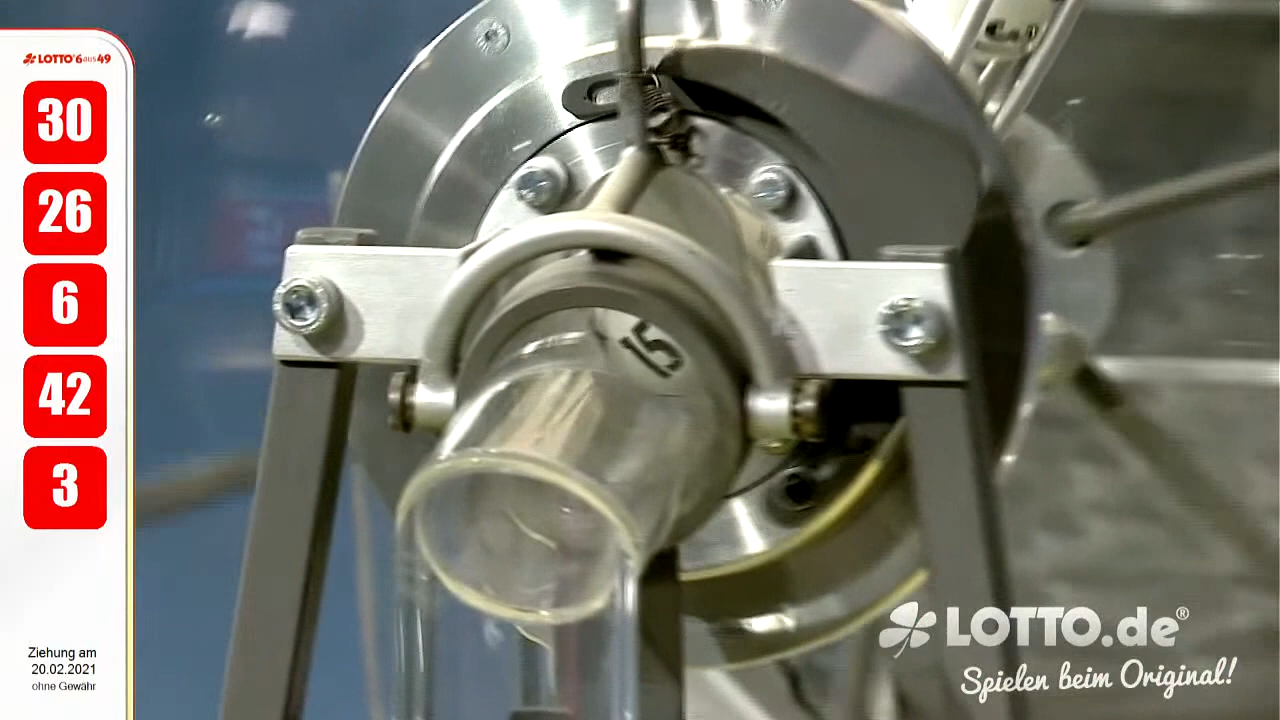 LOTTO® 6aus49
30
26
6
42
3
Ziehung am
20.02.2021
ohne Gewähr
15
LOTTO.de®
Spielen beim Original!